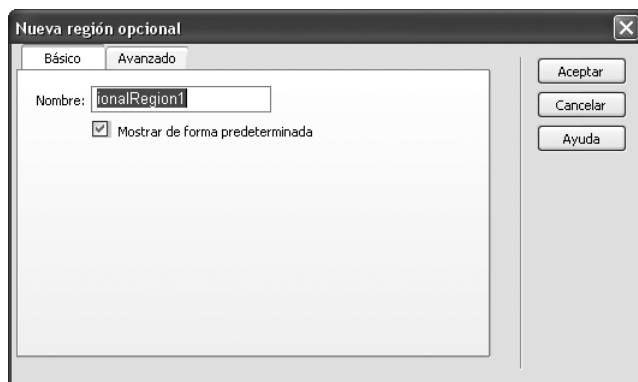 Nueva región opcional
Básico Avanzado
Nombre: ionalRegion1
Mostrar de forma predeterminada
Aceptar
Cancelar
Ayuda